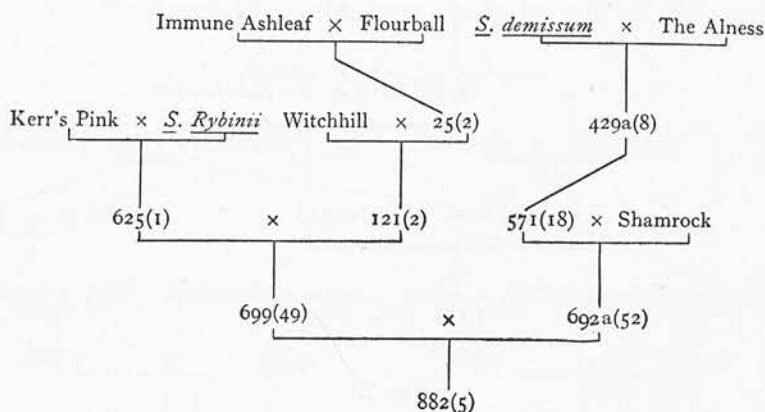 Immune Ashleaf × Flourball S. demissum × The Alness
Kerr's Pink × S. Rybinii Witchhill × 25(2) 429a(8)
625(1) × 121(2) 571(18) × Shamrock
699(49) × 692a(52)
882(5)